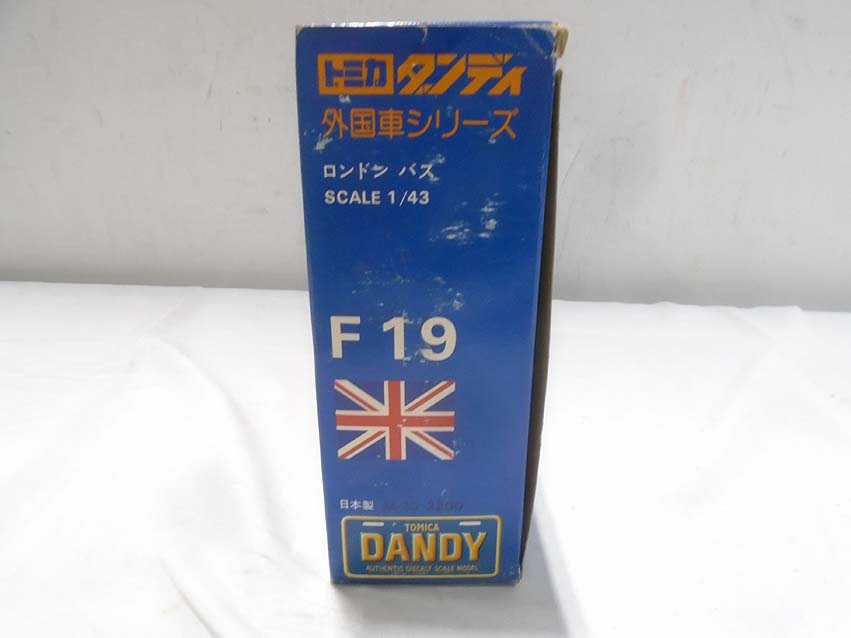 トミカ ダンディ
外国車シリーズ
ロンドン バス
SCALE 1/43
F 19
日本製 2200
TOMICA
DANDY
AUTHENTIC DIECAST SCALE MODEL